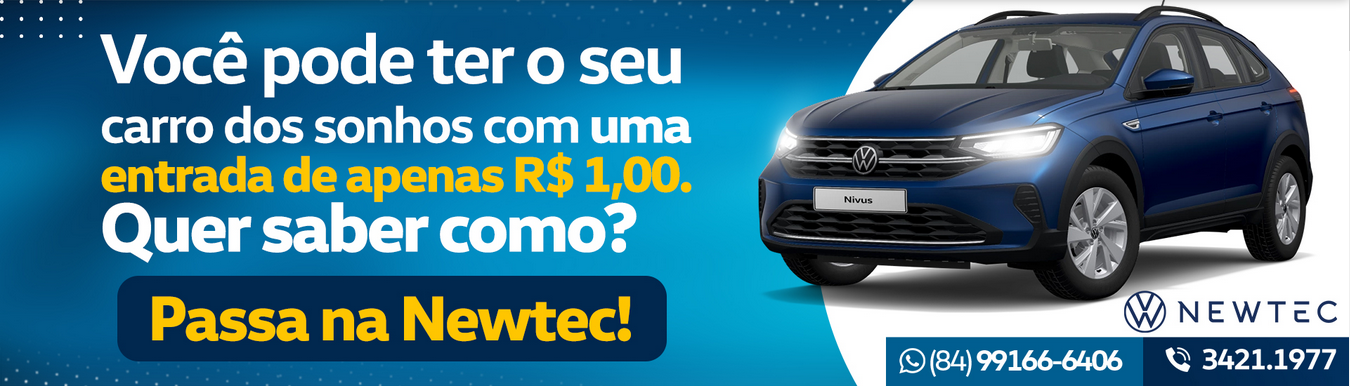 Você pode ter o seu
carro dos sonhos com uma
entrada de apenas R$ 1,00.
Quer saber como?
Passa na Newtec!
Nivus
NEWTEC
(84) 99166-6406
3421.1977